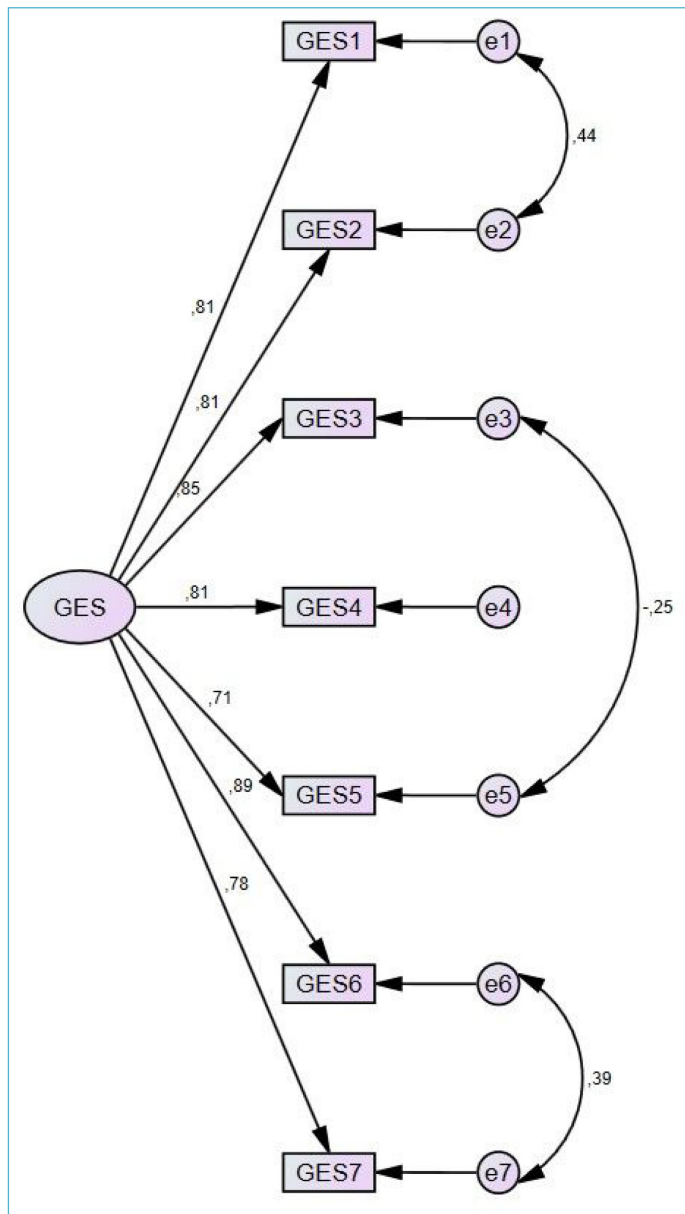 GES1
e1
,44
GES2
e2
,81
,81
GES3
e3
,85
GES
,81
GES4
e4
-,25
,71
,89
GES5
e5
,78
GES6
e6
,39
GES7
e7